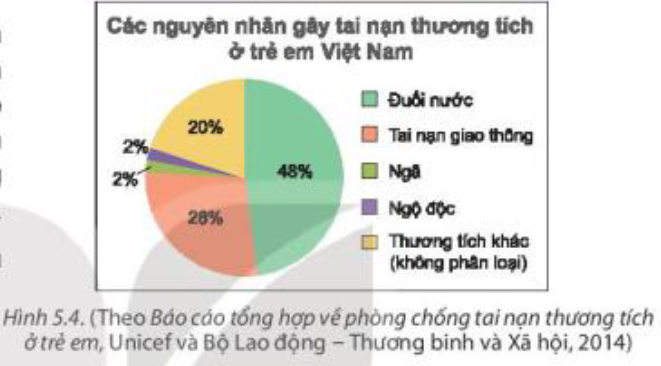 Các nguyên nhân gây tai nạn thương tích
ở trẻ em Việt Nam
20%
2%
2%
48%
28%
Đuối nước
Tai nạn giao thông
Ngã
Ngộ độc
Thương tích khác
(không phân loại)
Hình 5.4. (Theo Báo cáo tổng hợp về phòng chống tai nạn thương tích
ở trẻ em, Unicef và Bộ Lao động – Thương binh và Xã hội, 2014)